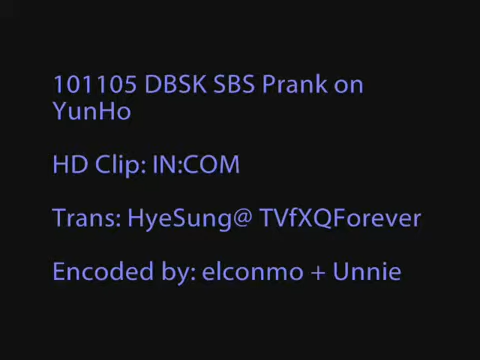 101105 DBSK SBS Prank on
YunHo
HD Clip: IN:COM
Trans: HyeSung@ TVfXQForever
Encoded by: elconmo + Unnie